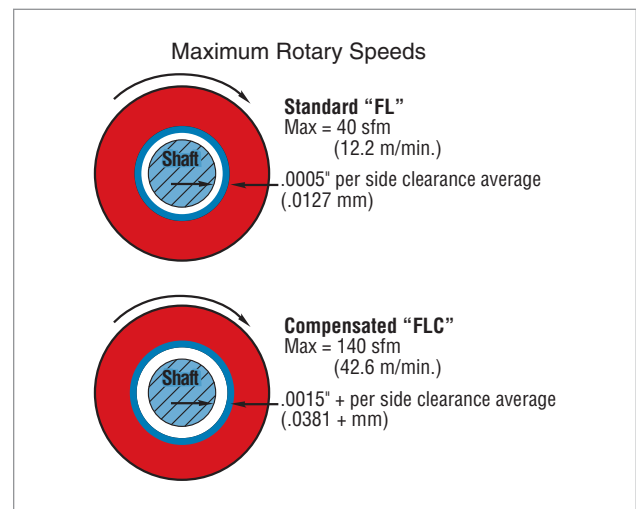 Maximum Rotary Speeds
Standard “FL”
Max = 40 sfm
(12.2 m/min.)
Shaft
.0005" per side clearance average
(.0127 mm)
Compensated “FLC”
Max = 140 sfm
(42.6 m/min.)
Shaft
.0015" + per side clearance average
(.0381 + mm)